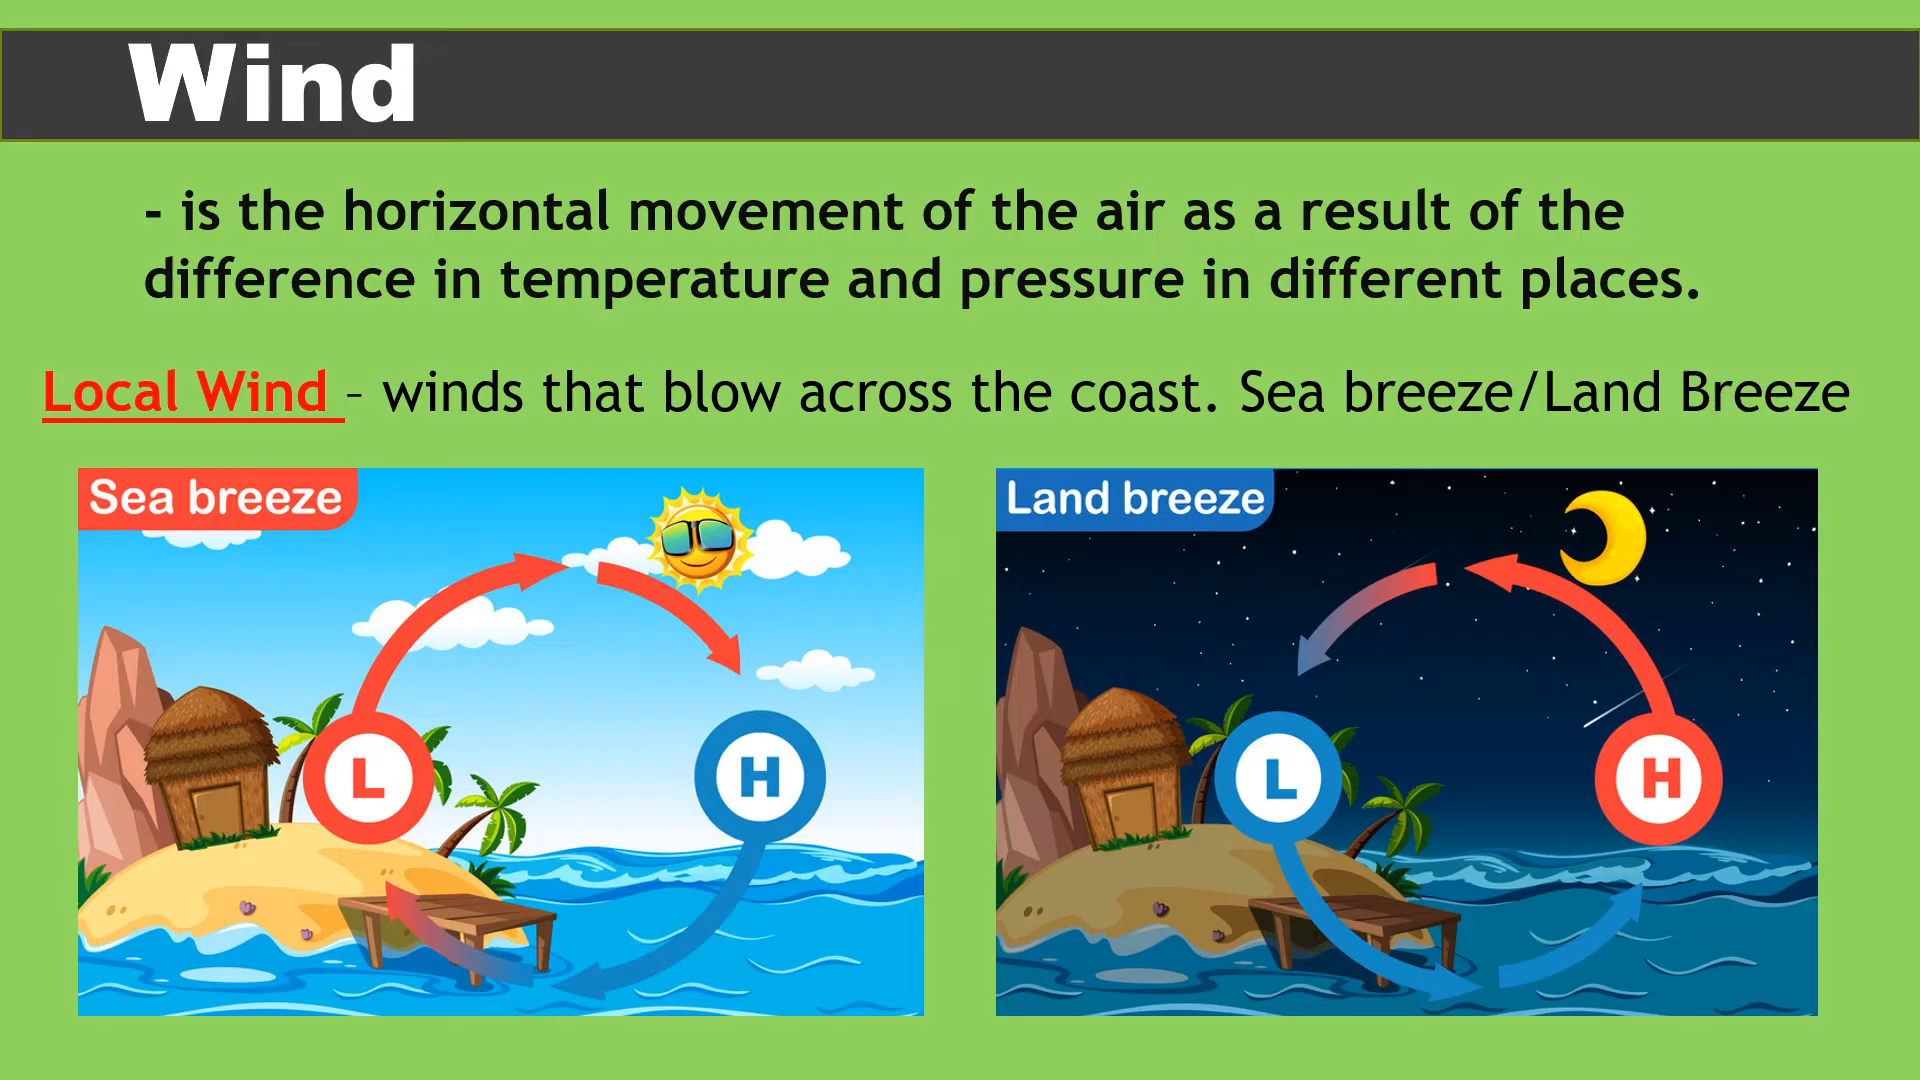 Wind
- is the horizontal movement of the air as a result of the
difference in temperature and pressure in different places.
Local Wind – winds that blow across the coast. Sea breeze/Land Breeze
Sea breeze
L
H
Land breeze
L
H